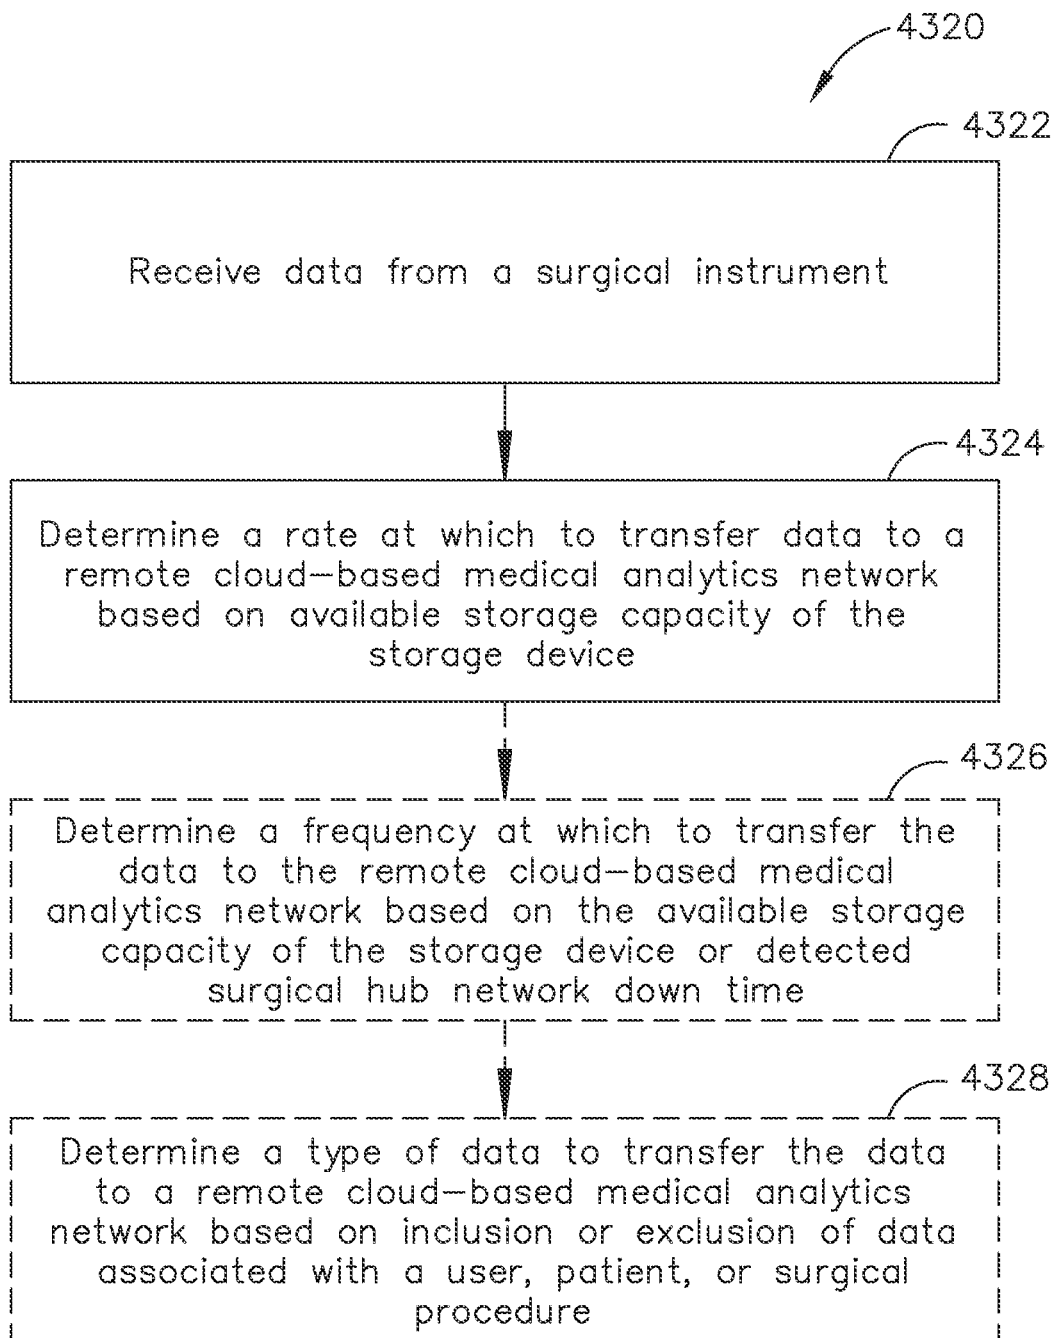 4320
4322
Receive data from a surgical instrument
4324
Determine a rate at which to transfer data to a
remote cloud-based medical analytics network
based on available storage capacity of the
storage device
4326
Determine a frequency at which to transfer the
data to the remote cloud-based medical
analytics network based on the available storage
capacity of the storage device or detected
surgical hub network down time
4328
Determine a type of data to transfer the data
to a remote cloud-based medical analytics
network based on inclusion or exclusion of data
associated with a user, patient, or surgical
procedure